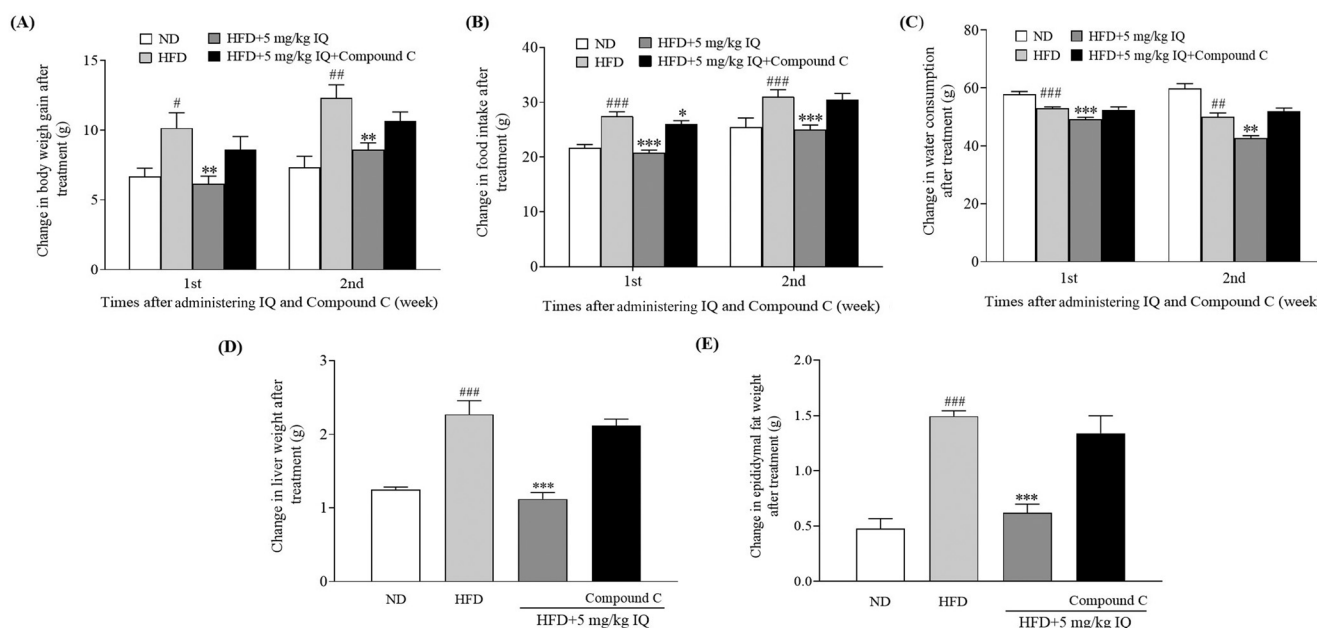 (A)
ND
HFD
HFD+5 mg/kg IQ
HFD+5 mg/kg IQ+Compound C
Change in body weigh gain after
treatment (g)
15
10
5
0
#
**
##
**
1st
2nd
Times after administering IQ and Compound C (week)
(B)
ND
HFD
HFD+5 mg/kg IQ
HFD+5 mg/kg IQ+Compound C
Change in food intake after
treatment (g)
40
30
20
10
0
###
***
*
###
***
1st
2nd
Times after administering IQ and Compound C (week)
(C)
ND
HFD
HFD+5 mg/kg IQ
HFD+5 mg/kg IQ+Compound C
Change in water consumption
after treatment (g)
80
60
40
20
0
###
***
##
**
1st
2nd
Times after administering IQ and Compound C (week)
(D)
Change in liver weight after
treatment (g)
3
2
1
0
###
***
ND
HFD
Compound C
HFD+5 mg/kg IQ
(E)
Change in epididymal fat weight
after treatment (g)
2.0
1.5
1.0
0.5
0.0
###
***
ND
HFD
Compound C
HFD+5 mg/kg IQ